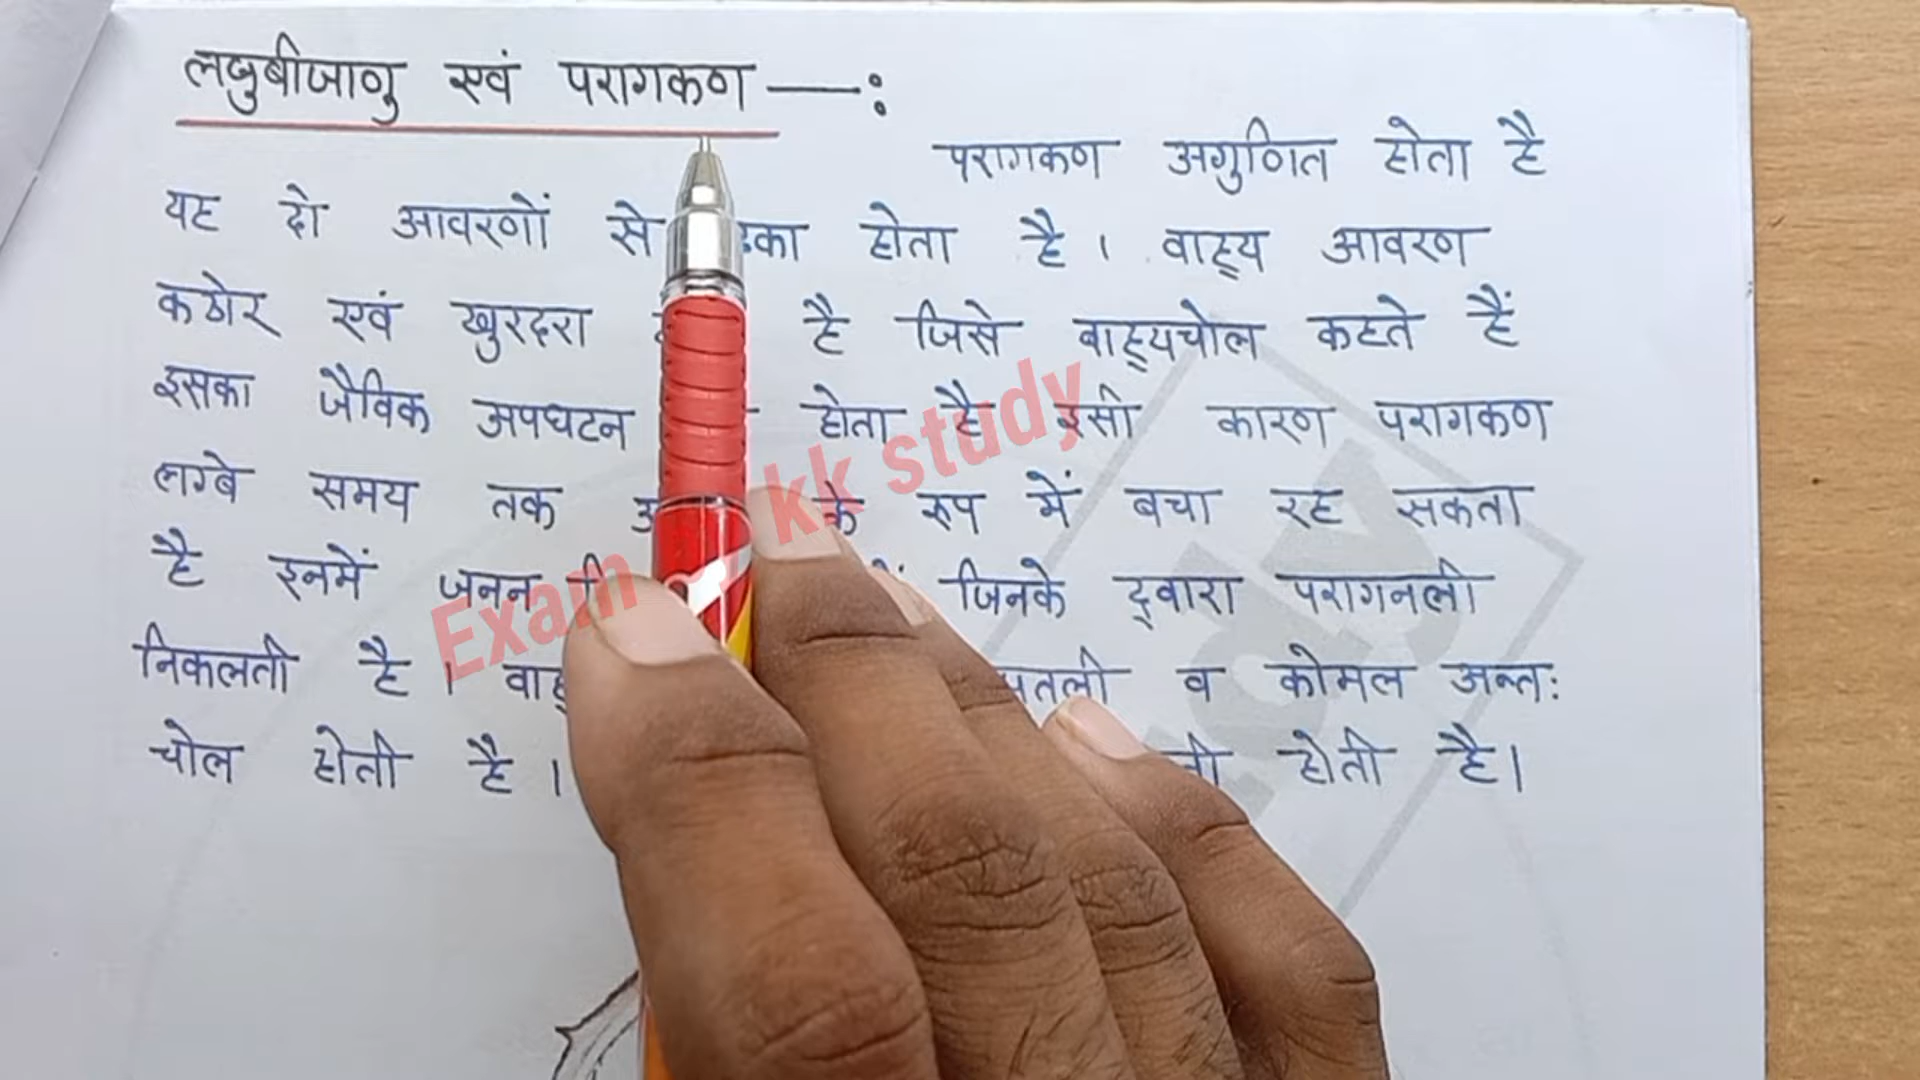 लघुबीजाणु एवं परागकण —:
परागकण अगुणित होता है
यह दो आवरणों से ढका होता है। वाह्य आवरण
कठोर एवं खुरदरा है जिसे वाह्यचोल कहते हैं
इसका जैविक अपघटन होता है इसी कारण परागकण
लम्बे समय तक के रुप में बचा रह सकता
है इनमें जनन जिनके द्वारा परागनली
निकलती है। पतली व कोमल अन्तः
चोल होती है। होती है।
Exam kk study